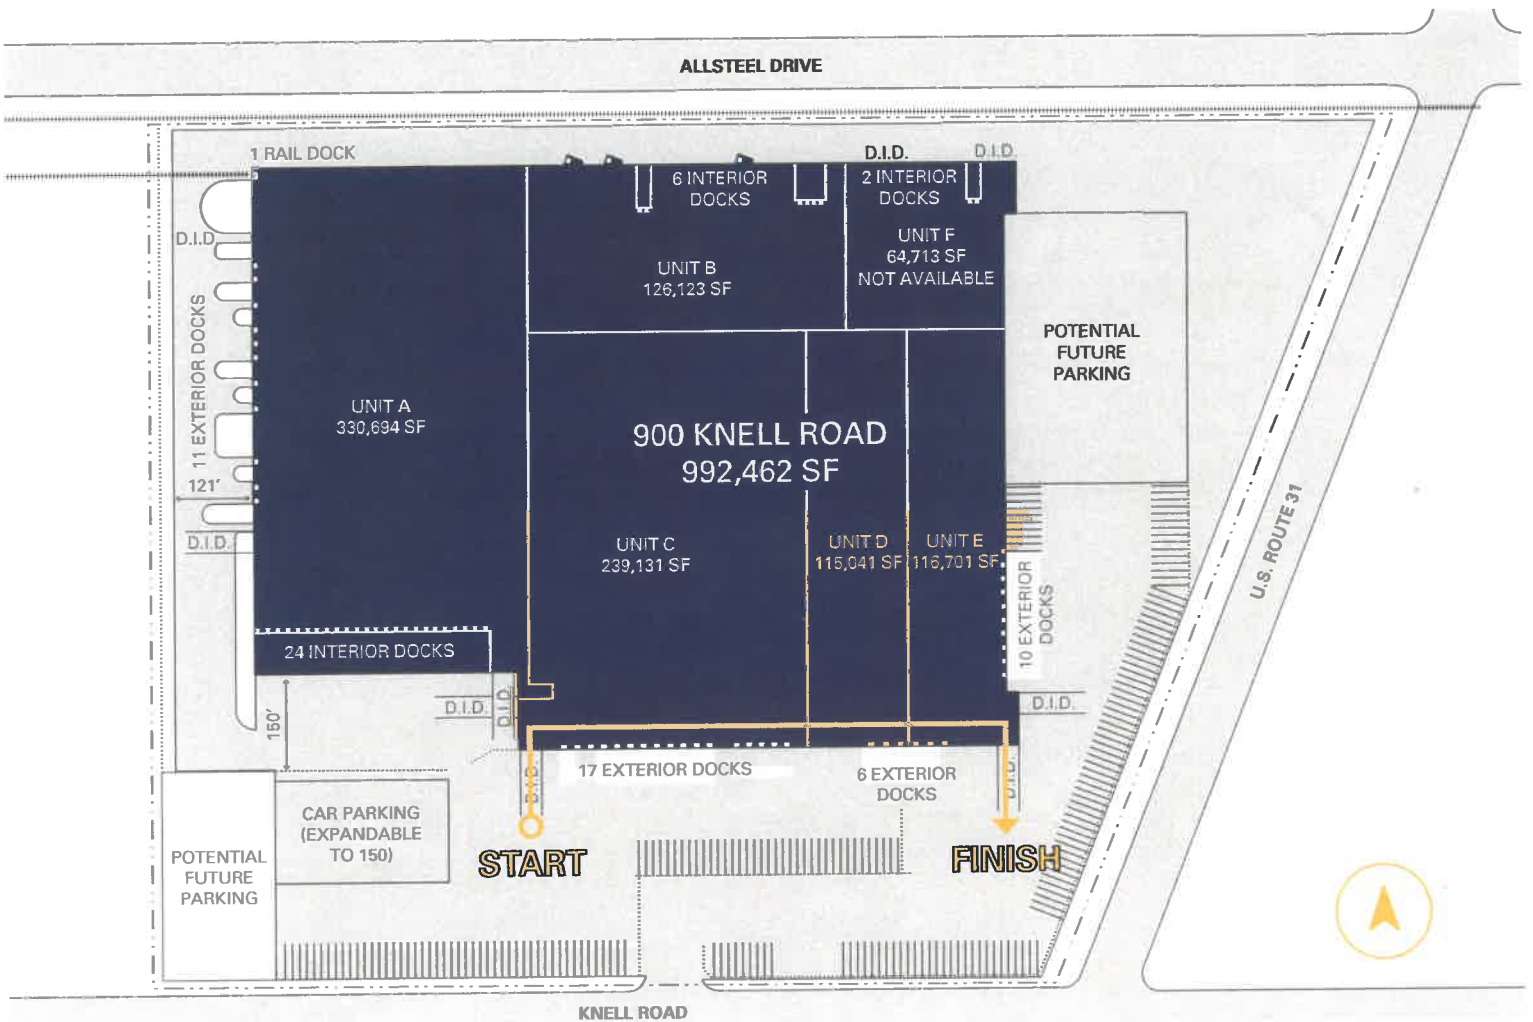 ALLSTEEL DRIVE
1 RAIL DOCK
D.I.D.
D.I.D.
6 INTERIOR
DOCKS
2 INTERIOR
DOCKS
D.I.D.
UNIT F
64,713 SF
NOT AVAILABLE
UNIT B
126,123 SF
11 EXTERIOR DOCKS
POTENTIAL
FUTURE
PARKING
UNIT A
330,694 SF
900 KNELL ROAD
992,462 SF
121'
U.S. ROUTE 31
D.I.D.
UNIT C
239,131 SF
UNIT D
115,041 SF
UNIT E
116,701 SF
10 EXTERIOR
DOCKS
24 INTERIOR DOCKS
150'
D.I.D.
D.I.D.
D.I.D.
17 EXTERIOR DOCKS
D.I.D.
6 EXTERIOR
DOCKS
D.I.D.
CAR PARKING
(EXPANDABLE
TO 150)
START
FINISH
POTENTIAL
FUTURE
PARKING
KNELL ROAD